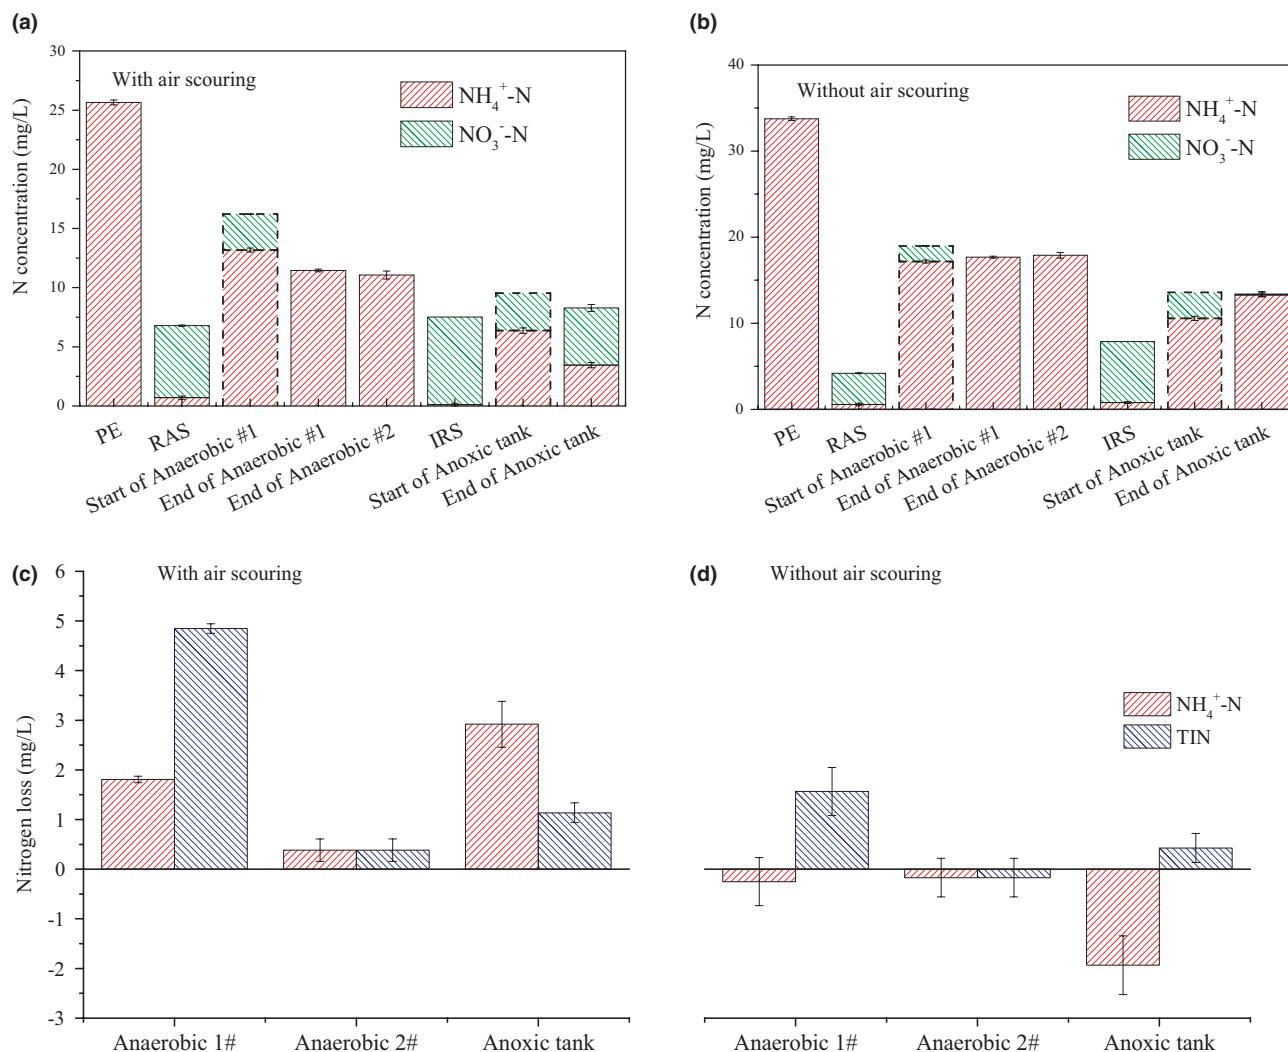 (a)
With air scouring
NH4+-N
NO3−-N
N concentration (mg/L)
30
25
20
15
10
5
0
PE
RAS
Start of Anaerobic #1
End of Anaerobic #1
End of Anaerobic #2
IRS
Start of Anoxic tank
End of Anoxic tank
(b)
Without air scouring
NH4+-N
NO3−-N
N concentration (mg/L)
40
30
20
10
0
PE
RAS
Start of Anaerobic #1
End of Anaerobic #1
End of Anaerobic #2
IRS
Start of Anoxic tank
End of Anoxic tank
(c)
With air scouring
Nitrogen loss (mg/L)
6
5
4
3
2
1
0
-1
-2
-3
Anaerobic 1#
Anaerobic 2#
Anoxic tank
(d)
Without air scouring
NH4+-N
TIN
Anaerobic 1#
Anaerobic 2#
Anoxic tank